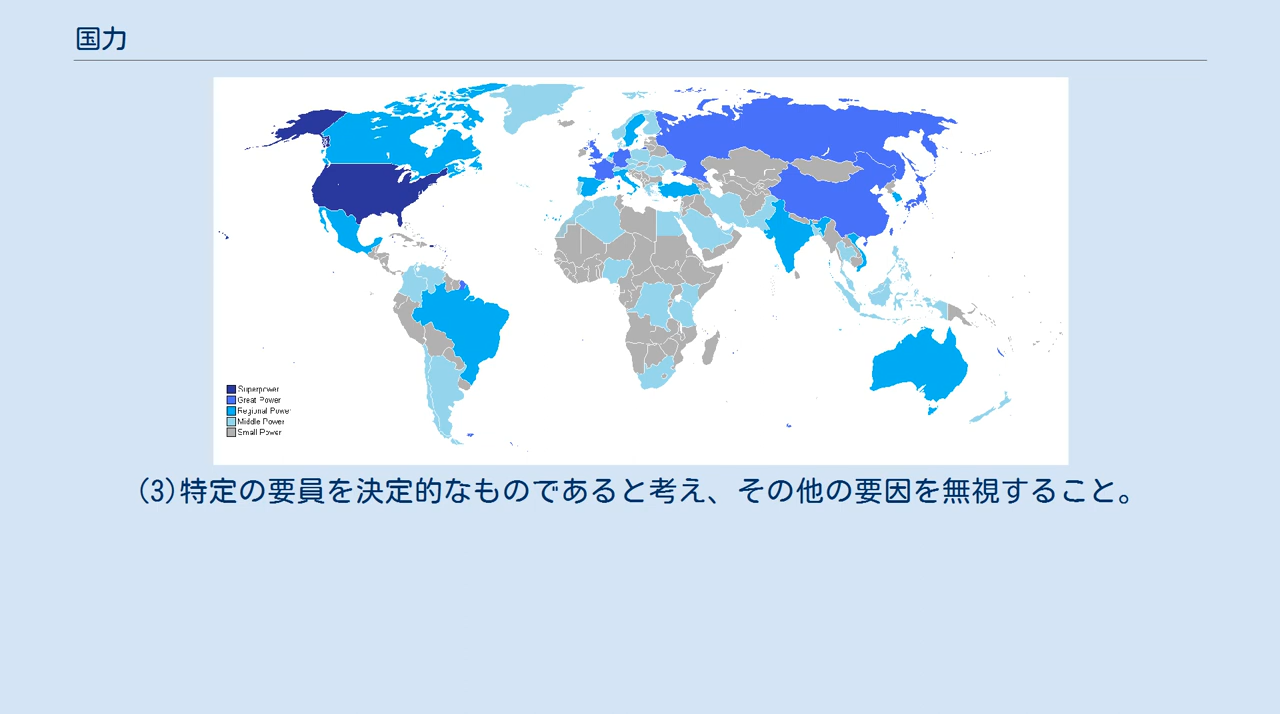 国力
Superpower
Great Power
Regional Power
Middle Power
Small Power
(3)特定の要員を決定的なものであると考え、その他の要因を無視すること。